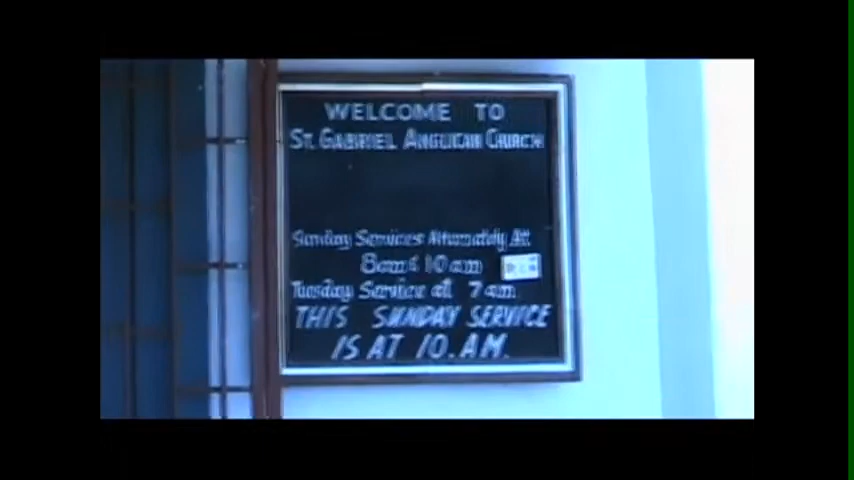 WELCOME TO
ST. GABRIEL ANGLICAN CHURCH
Sunday Services Alternately At
8am & 10 am
Tuesday Service at 7 am
THIS SUNDAY SERVICE
IS AT 10. AM.